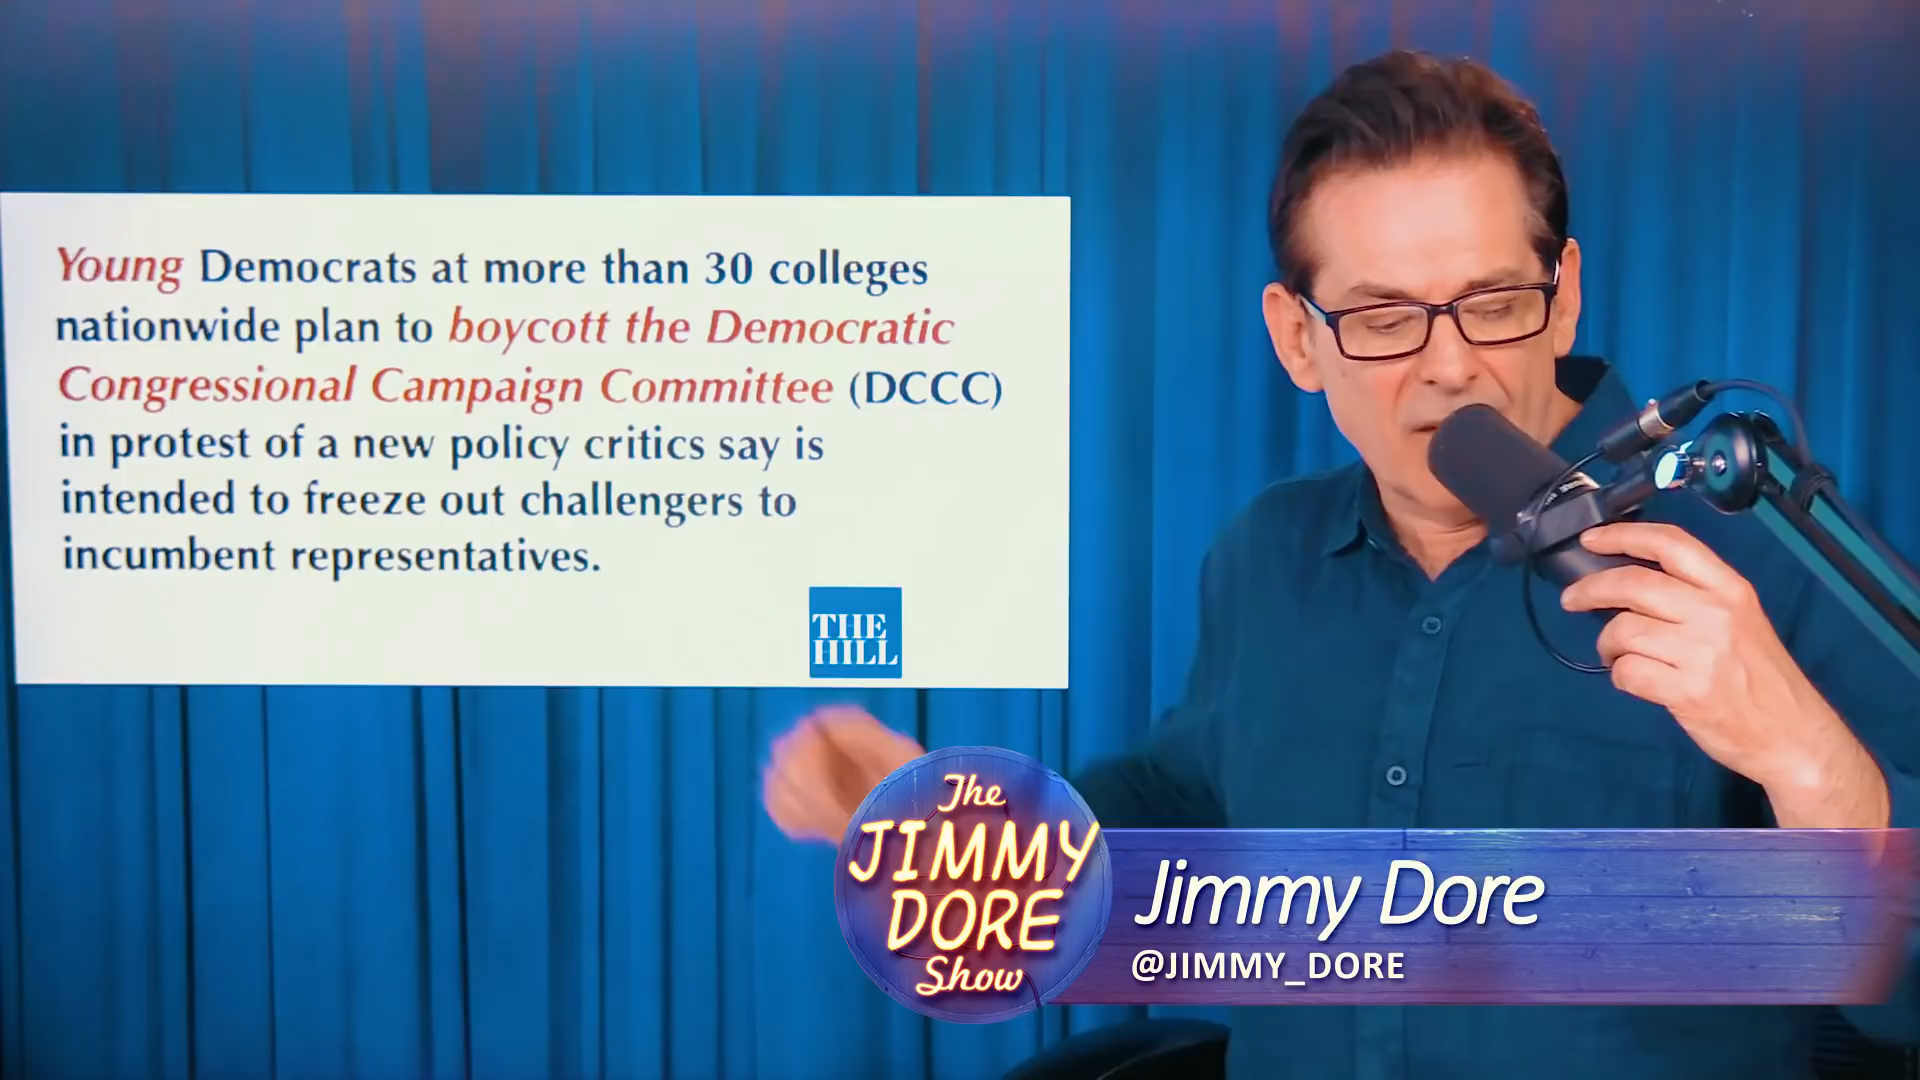 Young Democrats at more than 30 colleges
nationwide plan to boycott the Democratic
Congressional Campaign Committee (DCCC)
in protest of a new policy critics say is
intended to freeze out challengers to
incumbent representatives.
THE
HILL
The
JIMMY
DORE
Show
Jimmy Dore
@JIMMY_DORE